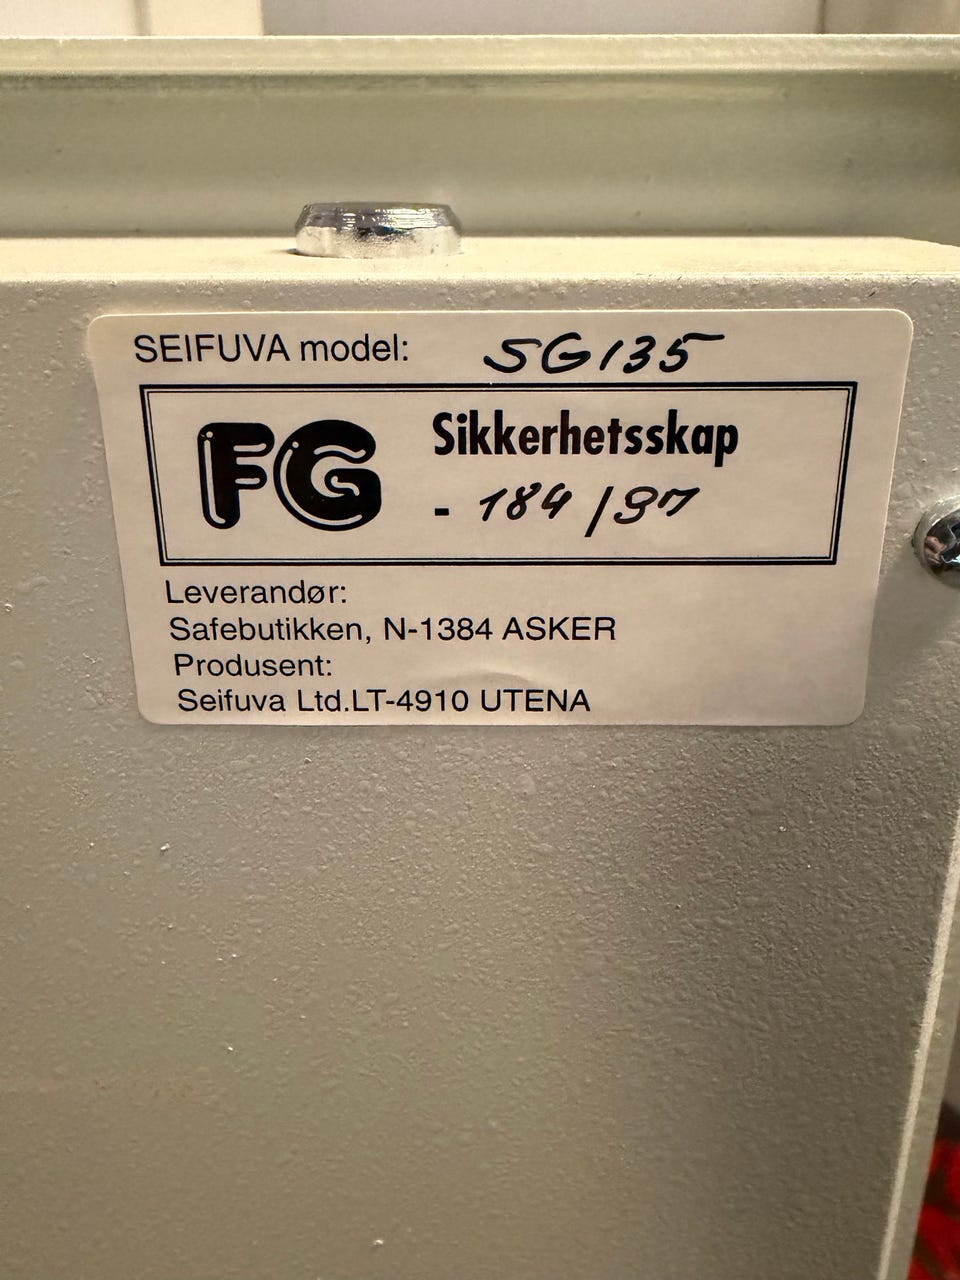 SEIFUVA model: SG135
FG Sikkerhetsskap
- 184/97
Leverandør:
Safebutikken, N-1384 ASKER
Produsent:
Seifuva Ltd.LT-4910 UTENA